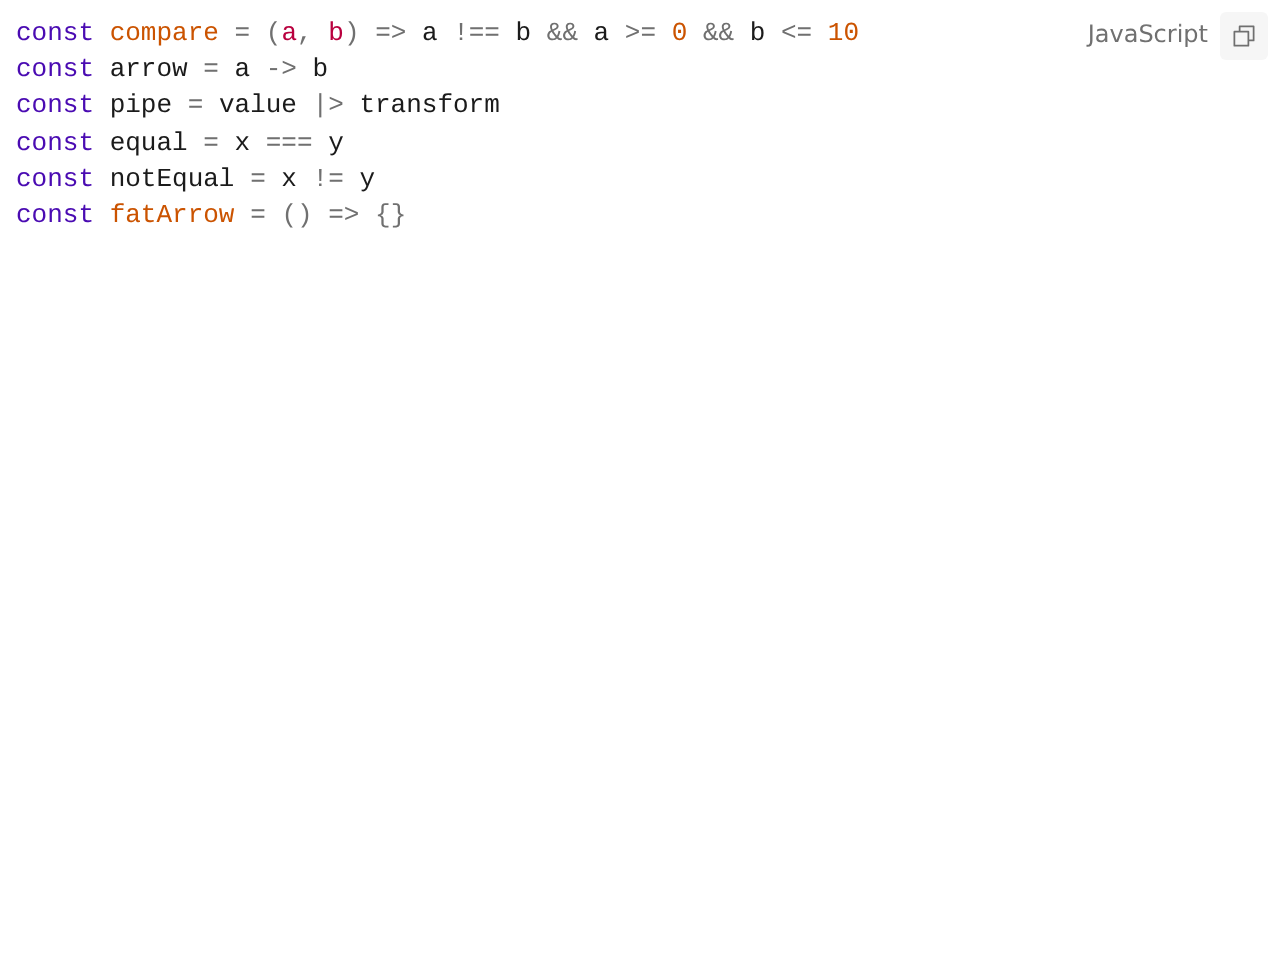 const compare = (a, b) => a !== b && a >= 0 && b <= 10
JavaScript
const arrow = a -> b
const pipe = value |> transform
const equal = x === y
const notEqual = x != y
const fatArrow = () => {}